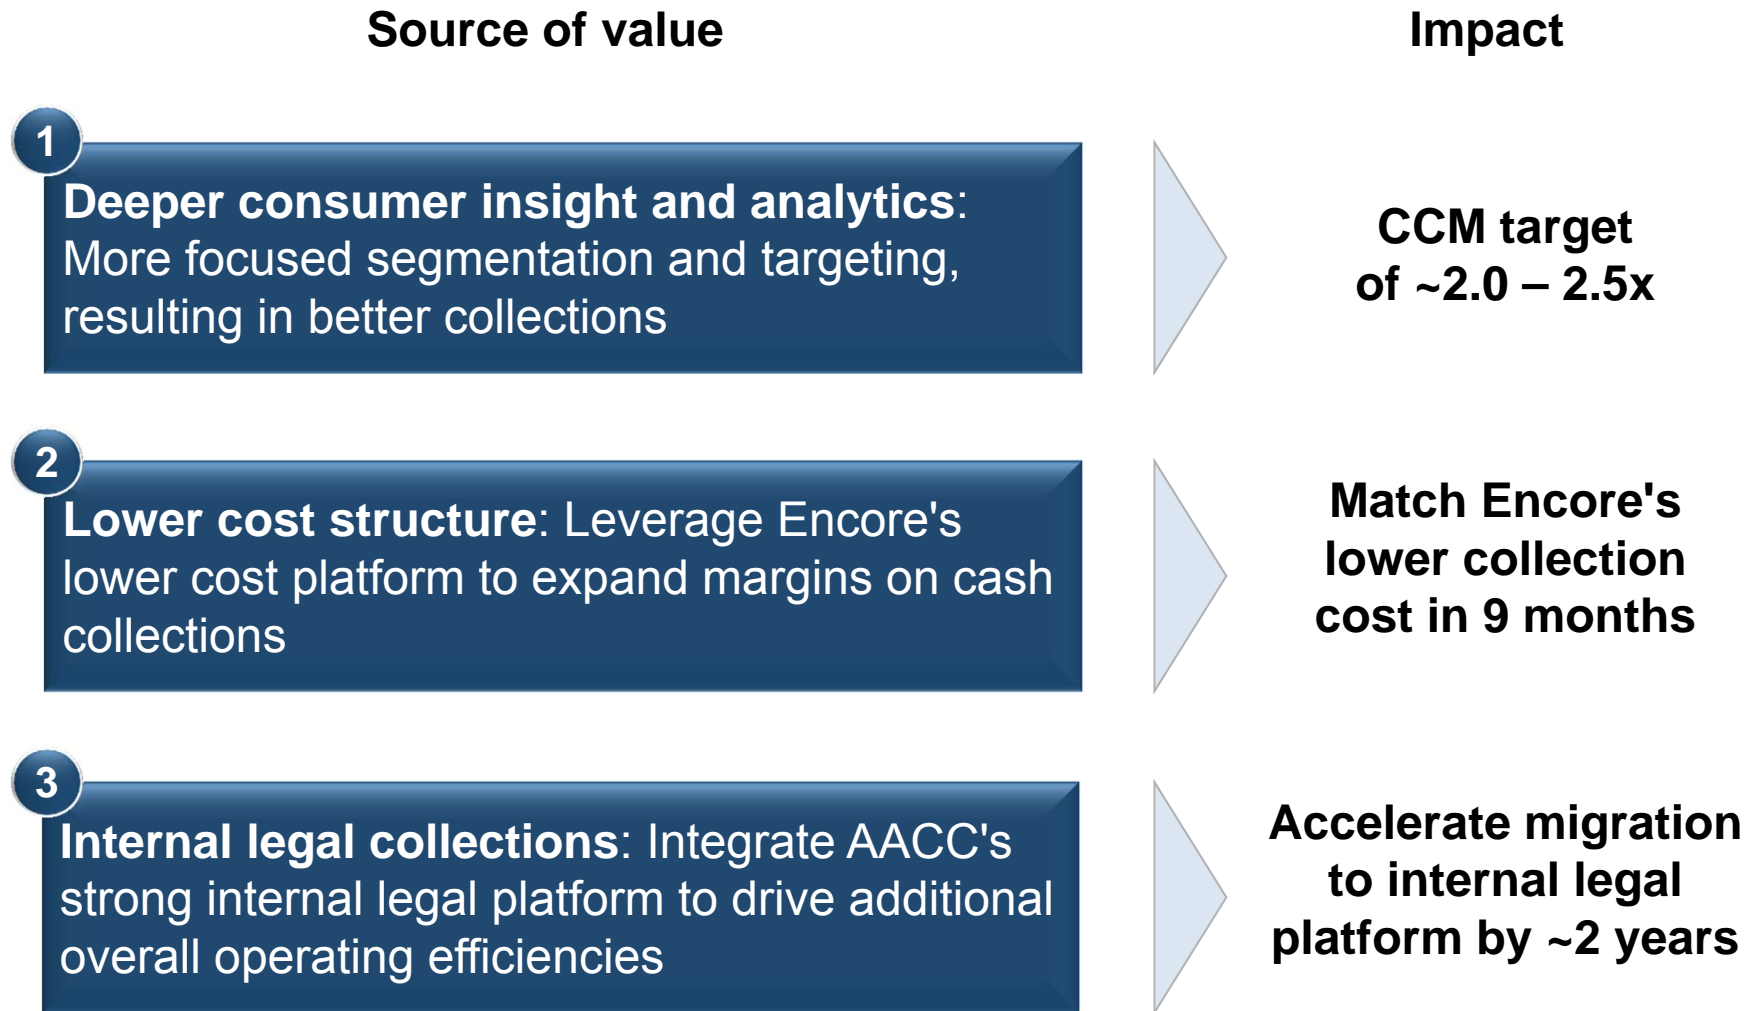 Source of value
Impact
1
Deeper consumer insight and analytics:
More focused segmentation and targeting,
resulting in better collections
CCM target
of ~2.0 – 2.5x
2
Lower cost structure: Leverage Encore's
lower cost platform to expand margins on cash
collections
Match Encore's
lower collection
cost in 9 months
3
Internal legal collections: Integrate AACC's
strong internal legal platform to drive additional
overall operating efficiencies
Accelerate migration
to internal legal
platform by ~2 years